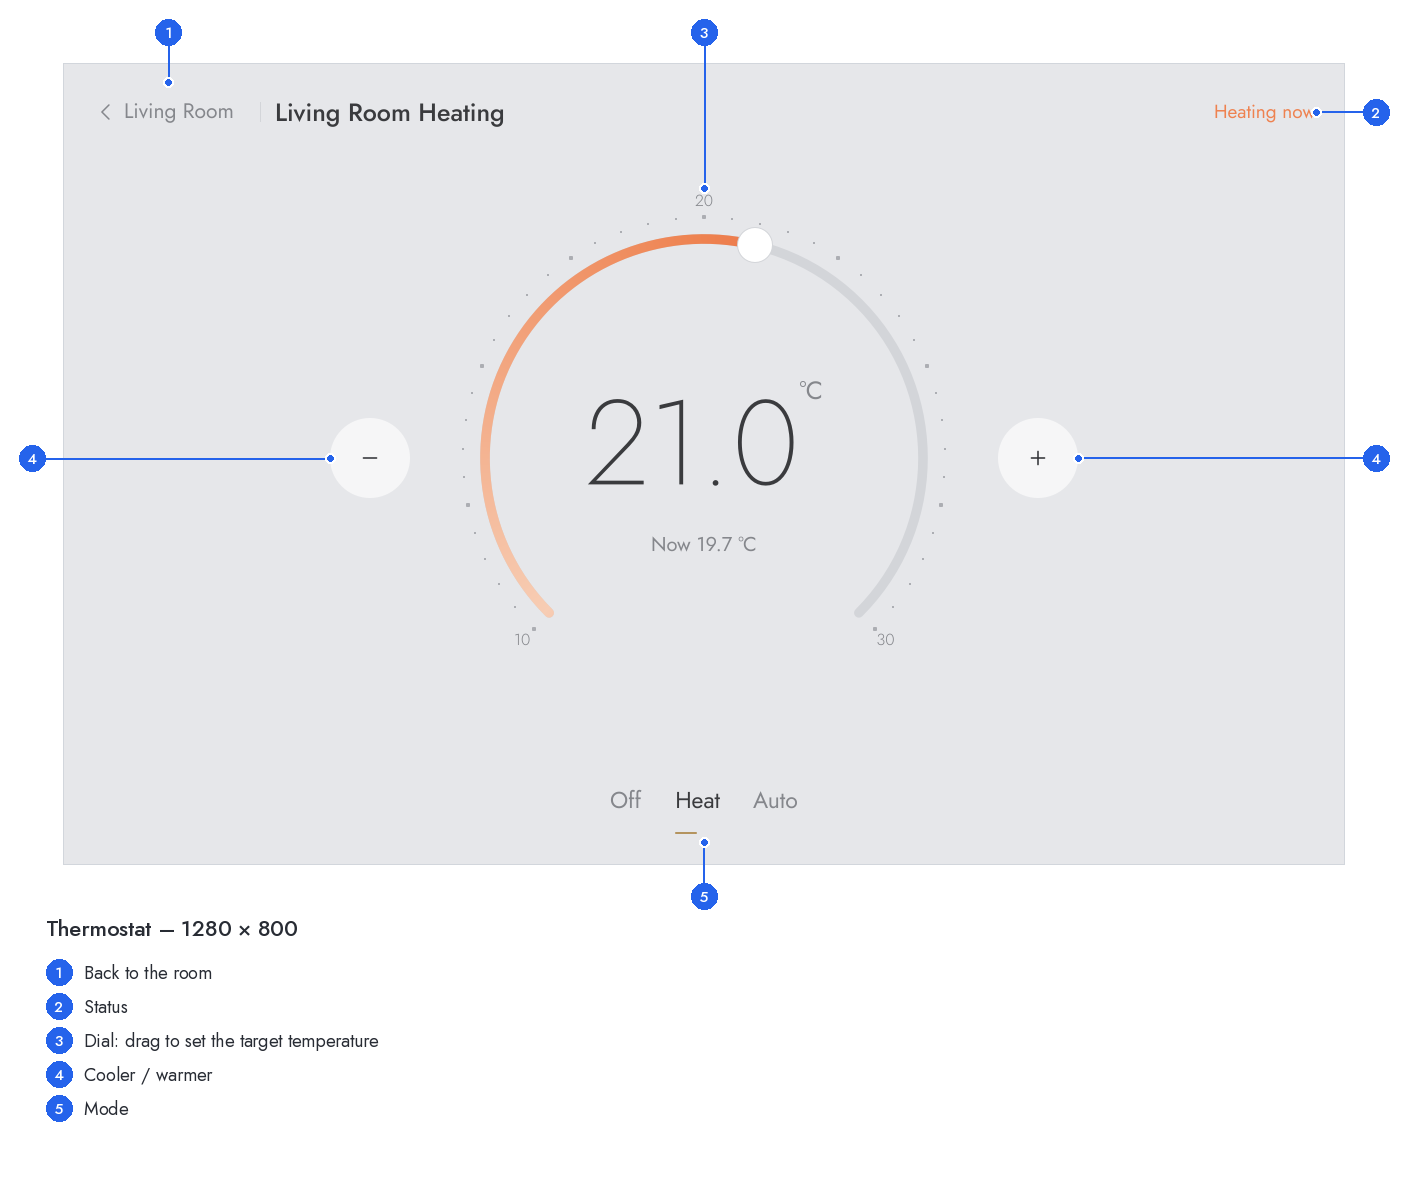 1
3
Living Room
Living Room Heating
Heating now
2
20
21.0 °C
4
−
+
4
Now 19.7 °C
10
30
Off
Heat
Auto
5
Thermostat – 1280 × 800
1 Back to the room
2 Status
3 Dial: drag to set the target temperature
4 Cooler / warmer
5 Mode